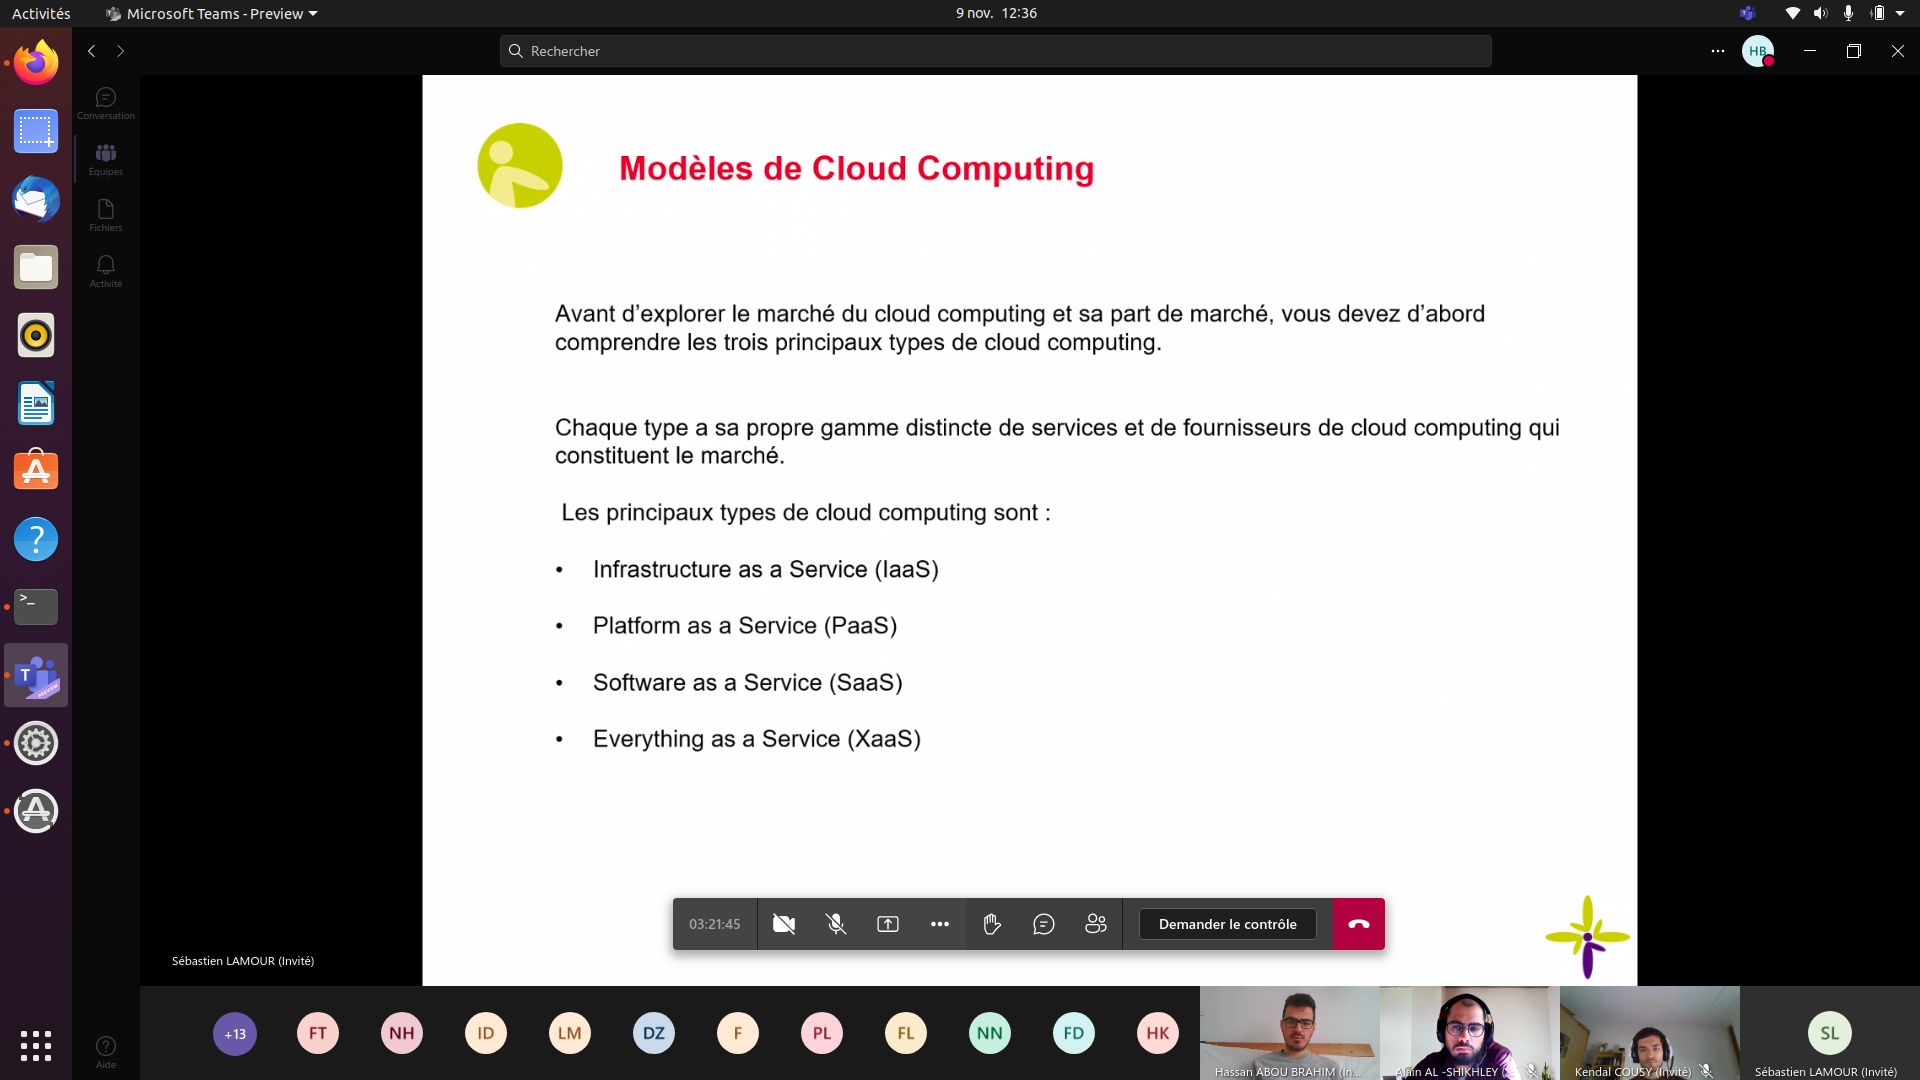 Activités
Microsoft Teams - Preview
9 nov. 12:36
Rechercher
HB
Conversation
Équipes
Fichiers
Activité
Modèles de Cloud Computing
Avant d’explorer le marché du cloud computing et sa part de marché, vous devez d’abord
comprendre les trois principaux types de cloud computing.
Chaque type a sa propre gamme distincte de services et de fournisseurs de cloud computing qui
constituent le marché.
Les principaux types de cloud computing sont :
• Infrastructure as a Service (IaaS)
• Platform as a Service (PaaS)
• Software as a Service (SaaS)
• Everything as a Service (XaaS)
03:21:45
Demander le contrôle
Sébastien LAMOUR (Invité)
+13
FT
NH
ID
LM
DZ
F
PL
FL
NN
FD
HK
SL
Hassan ABOU BRAHIM (In...
Alain AL -SHIKHLEY (...
Kendal COUSY (Invité)
Sébastien LAMOUR (Invité)
Aide